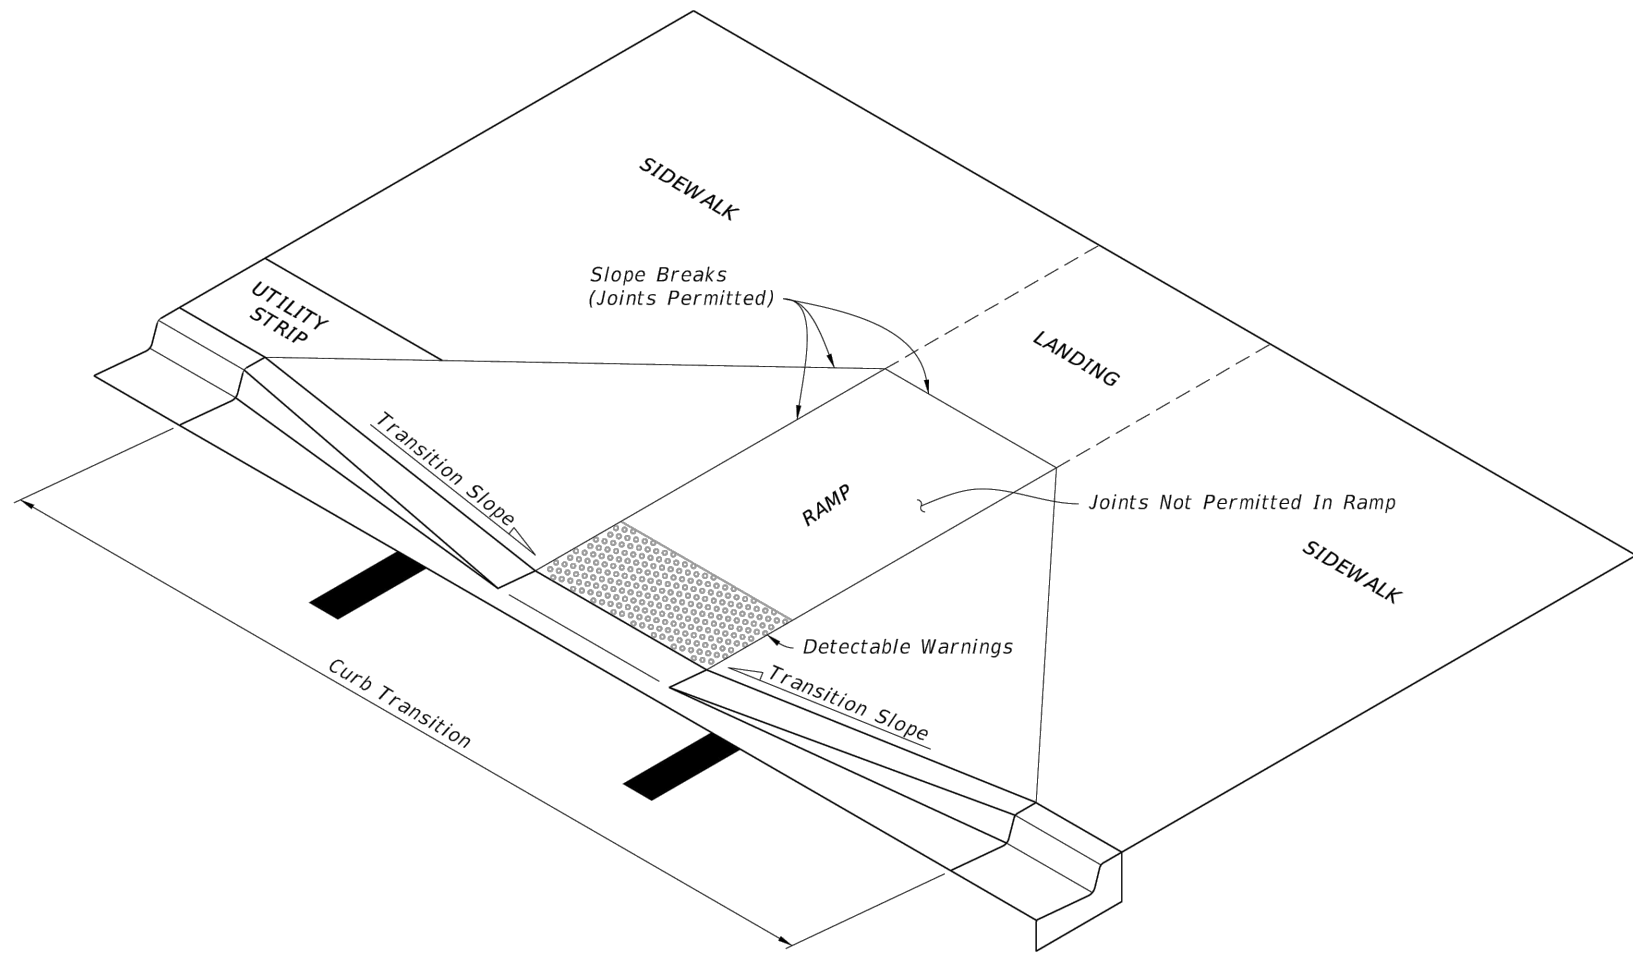 SIDEWALK
Slope Breaks
(Joints Permitted)
UTILITY
STRIP
LANDING
Transition Slope
RAMP
Joints Not Permitted In Ramp
SIDEWALK
Detectable Warnings
Transition Slope
Curb Transition